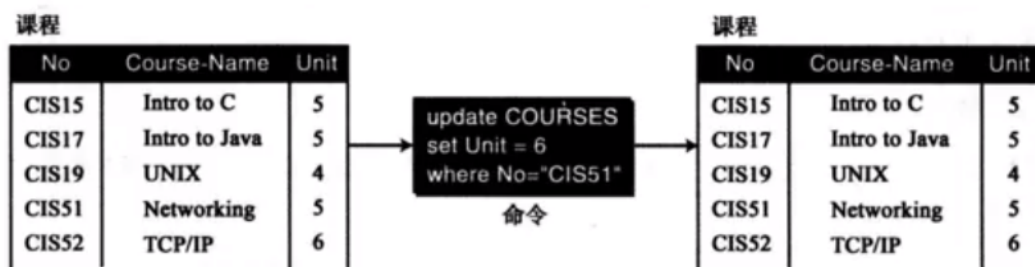 课程
No Course-Name Unit
CIS15 Intro to C 5
CIS17 Intro to Java 5
CIS19 UNIX 4
CIS51 Networking 5
CIS52 TCP/IP 6
update COURSES
set Unit = 6
where No="CIS51"
命令
课程
No Course-Name Unit
CIS15 Intro to C 5
CIS17 Intro to Java 5
CIS19 UNIX 4
CIS51 Networking 5
CIS52 TCP/IP 6